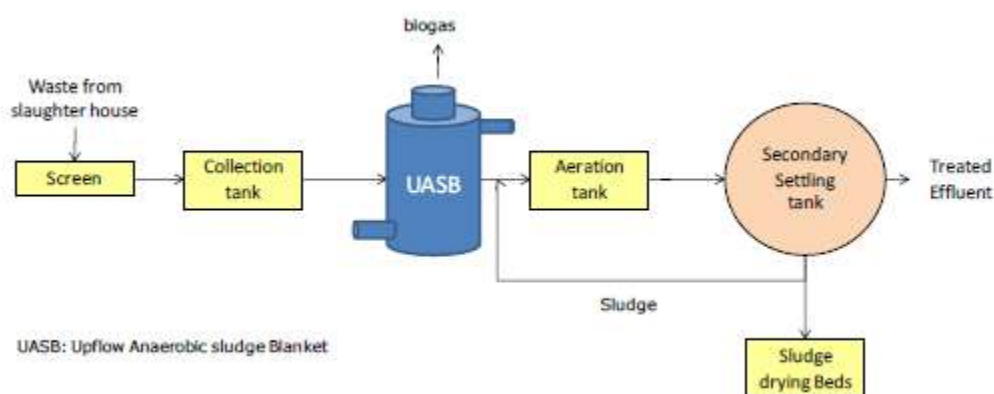 biogas
Waste from
slaughter house
Screen
Collection
tank
UASB
Aeration
tank
Secondary
Settling
tank
Treated
Effluent
Sludge
UASB: Upflow Anaerobic sludge Blanket
Sludge
drying Beds